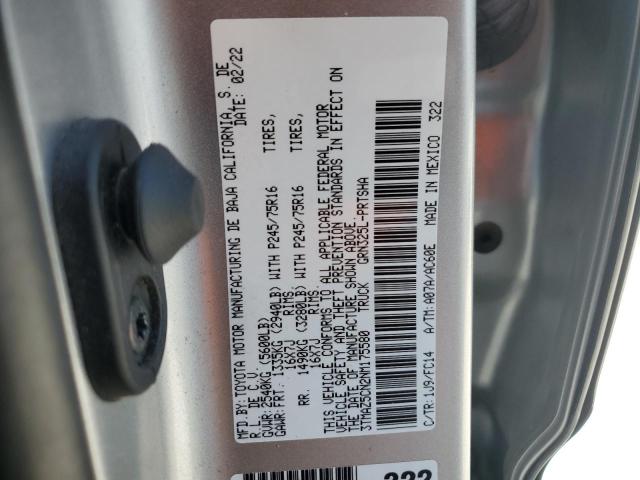 MFD.BY:TOYOTA MOTOR MANUFACTURING DE BAJA CALIFORNIA, S. DE
R.L. DE C.V. DATE: 02/22
GVWR:2540KG (5600LB)
GAWR:FRT. 1335KG (2940LB) WITH P245/75R16 TIRES,
16X7J RIMS
RR. 1490KG (3280LB) WITH P245/75R16 TIRES,
16X7J RIMS
THIS VEHICLE CONFORMS TO ALL APPLICABLE FEDERAL MOTOR
VEHICLE SAFETY AND THEFT PREVENTION STANDARDS IN EFFECT ON
THE DATE OF MANUFACTURE SHOWN ABOVE.
3TMAZ5CN2NM175580 TRUCK GRN325L-PRTSHA
C/TR:1J9/FC14 A/TM:A07A/AC60E MADE IN MEXICO 322